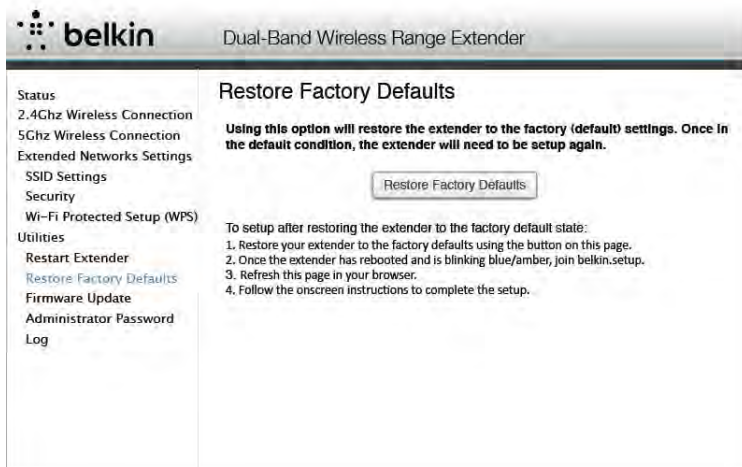 belkin
Dual-Band Wireless Range Extender
Status
2.4Ghz Wireless Connection
5Ghz Wireless Connection
Extended Networks Settings
SSID Settings
Security
Wi-Fi Protected Setup (WPS)
Utilities
Restart Extender
Restore Factory Defaults
Firmware Update
Administrator Password
Log
Restore Factory Defaults
Using this option will restore the extender to the factory (default) settings. Once in
the default condition, the extender will need to be setup again.
Restore Factory Defaults
To setup after restoring the extender to the factory default state:
1. Restore your extender to the factory defaults using the button on this page.
2. Once the extender has rebooted and is blinking blue/amber, join belkin.setup.
3. Refresh this page in your browser.
4. Follow the onscreen instructions to complete the setup.